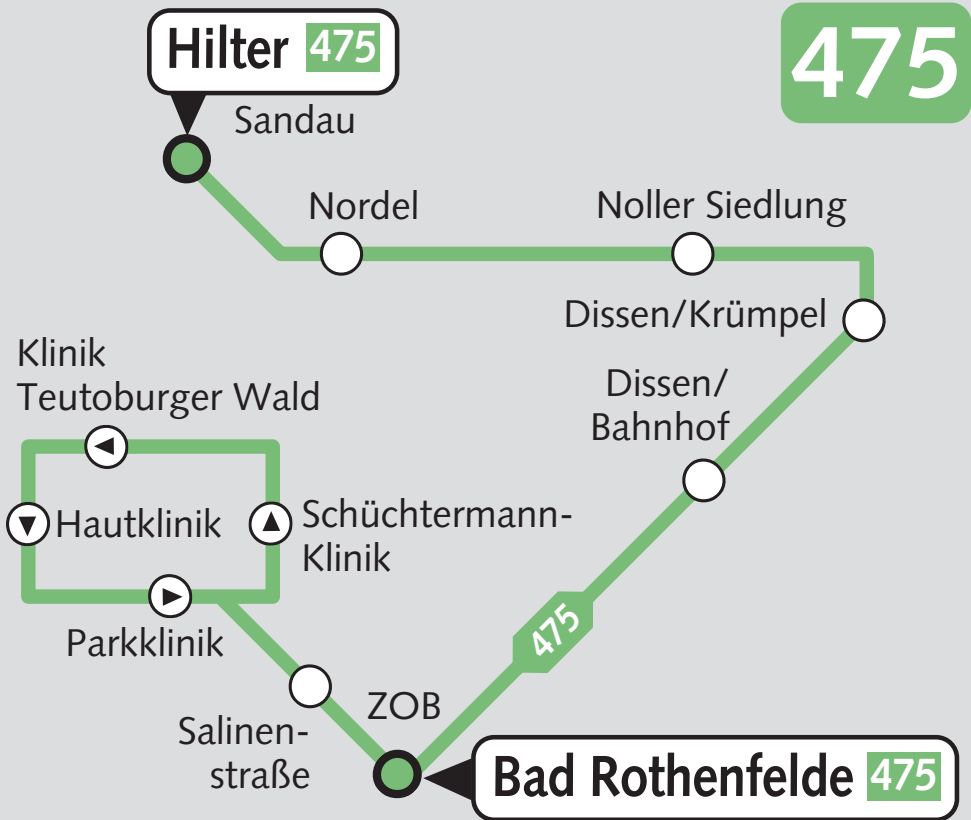 Hilter 475
475
Sandau
Nordel
Noller Siedlung
Dissen/Krümpel
Klinik
Teutoburger Wald
Dissen/
Bahnhof
Hautklinik
Schüchtermann-
Klinik
Parkklinik
475
ZOB
Salinen-
straße
Bad Rothenfelde 475